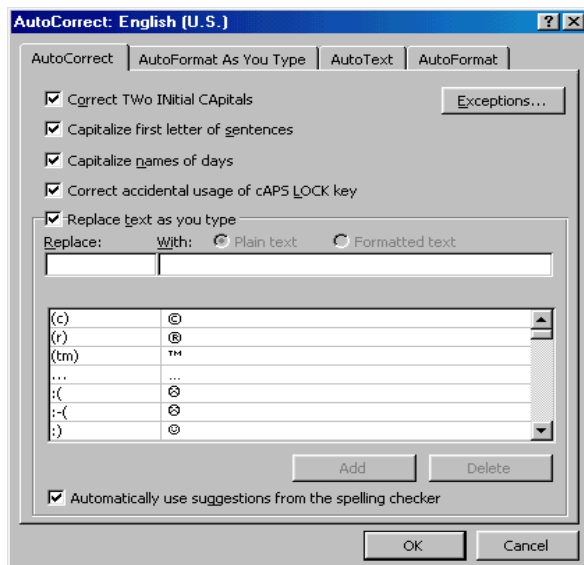 AutoCorrect: English (U.S.)
AutoCorrect AutoFormat As You Type AutoText AutoFormat
Correct TWo INitial CApitals Exceptions...
Capitalize first letter of sentences
Capitalize names of days
Correct accidental usage of cAPS LOCK key
Replace text as you type
Replace: With: Plain text Formatted text
(c) ©
(r) ®
(tm) ™
... ...
:( ☹
:-( ☹
:) ☺
Add Delete
Automatically use suggestions from the spelling checker
OK Cancel